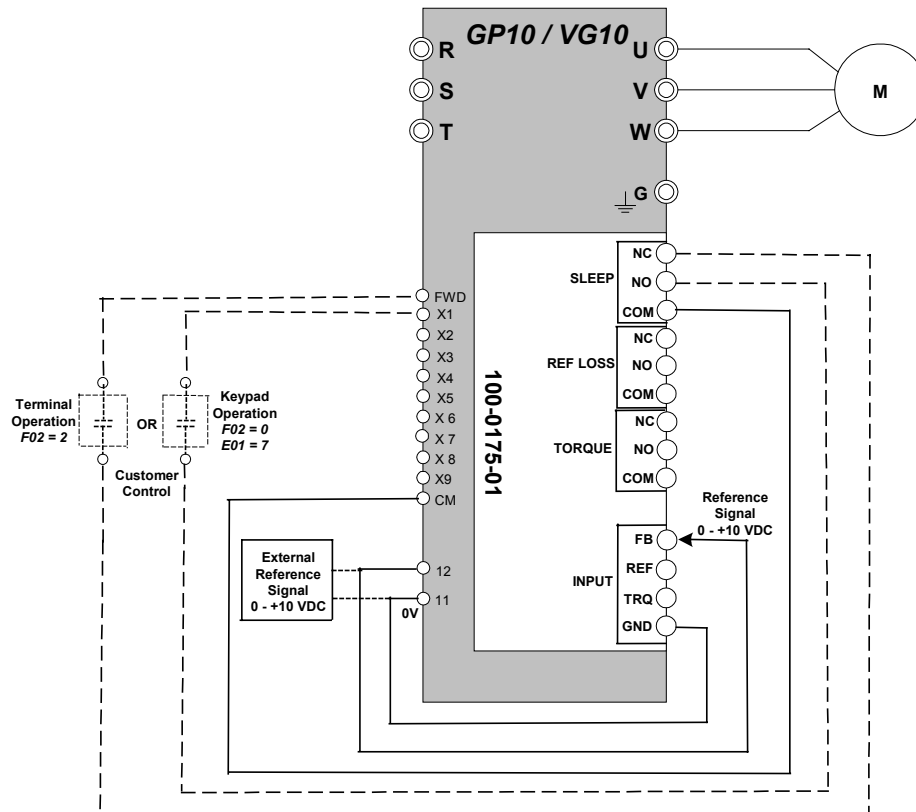 GP10 / VG10
R
S
T
U
V
W
G
M
NC
NO
COM
SLEEP
NC
NO
COM
REF LOSS
NC
NO
COM
TORQUE
FWD
X1
X2
X3
X4
X5
X 6
X 7
X 8
X9
CM
12
11
0V
100-0175-01
Terminal
Operation
F02 = 2
OR
Keypad
Operation
F02 = 0
E01 = 7
Customer
Control
External
Reference
Signal
0 - +10 VDC
Reference
Signal
0 - +10 VDC
INPUT
FB
REF
TRQ
GND